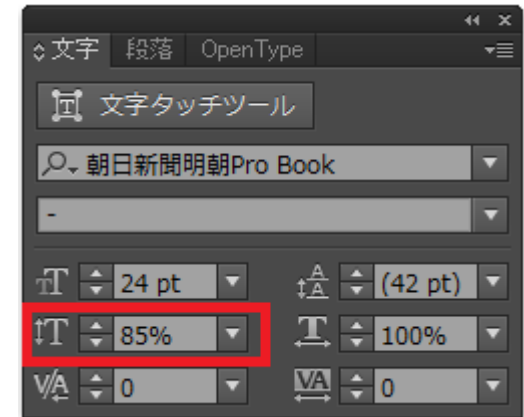 文字 段落 OpenType
文字タッチツール
朝日新聞明朝Pro Book
-
24 pt (42 pt)
85% 100%
0 0